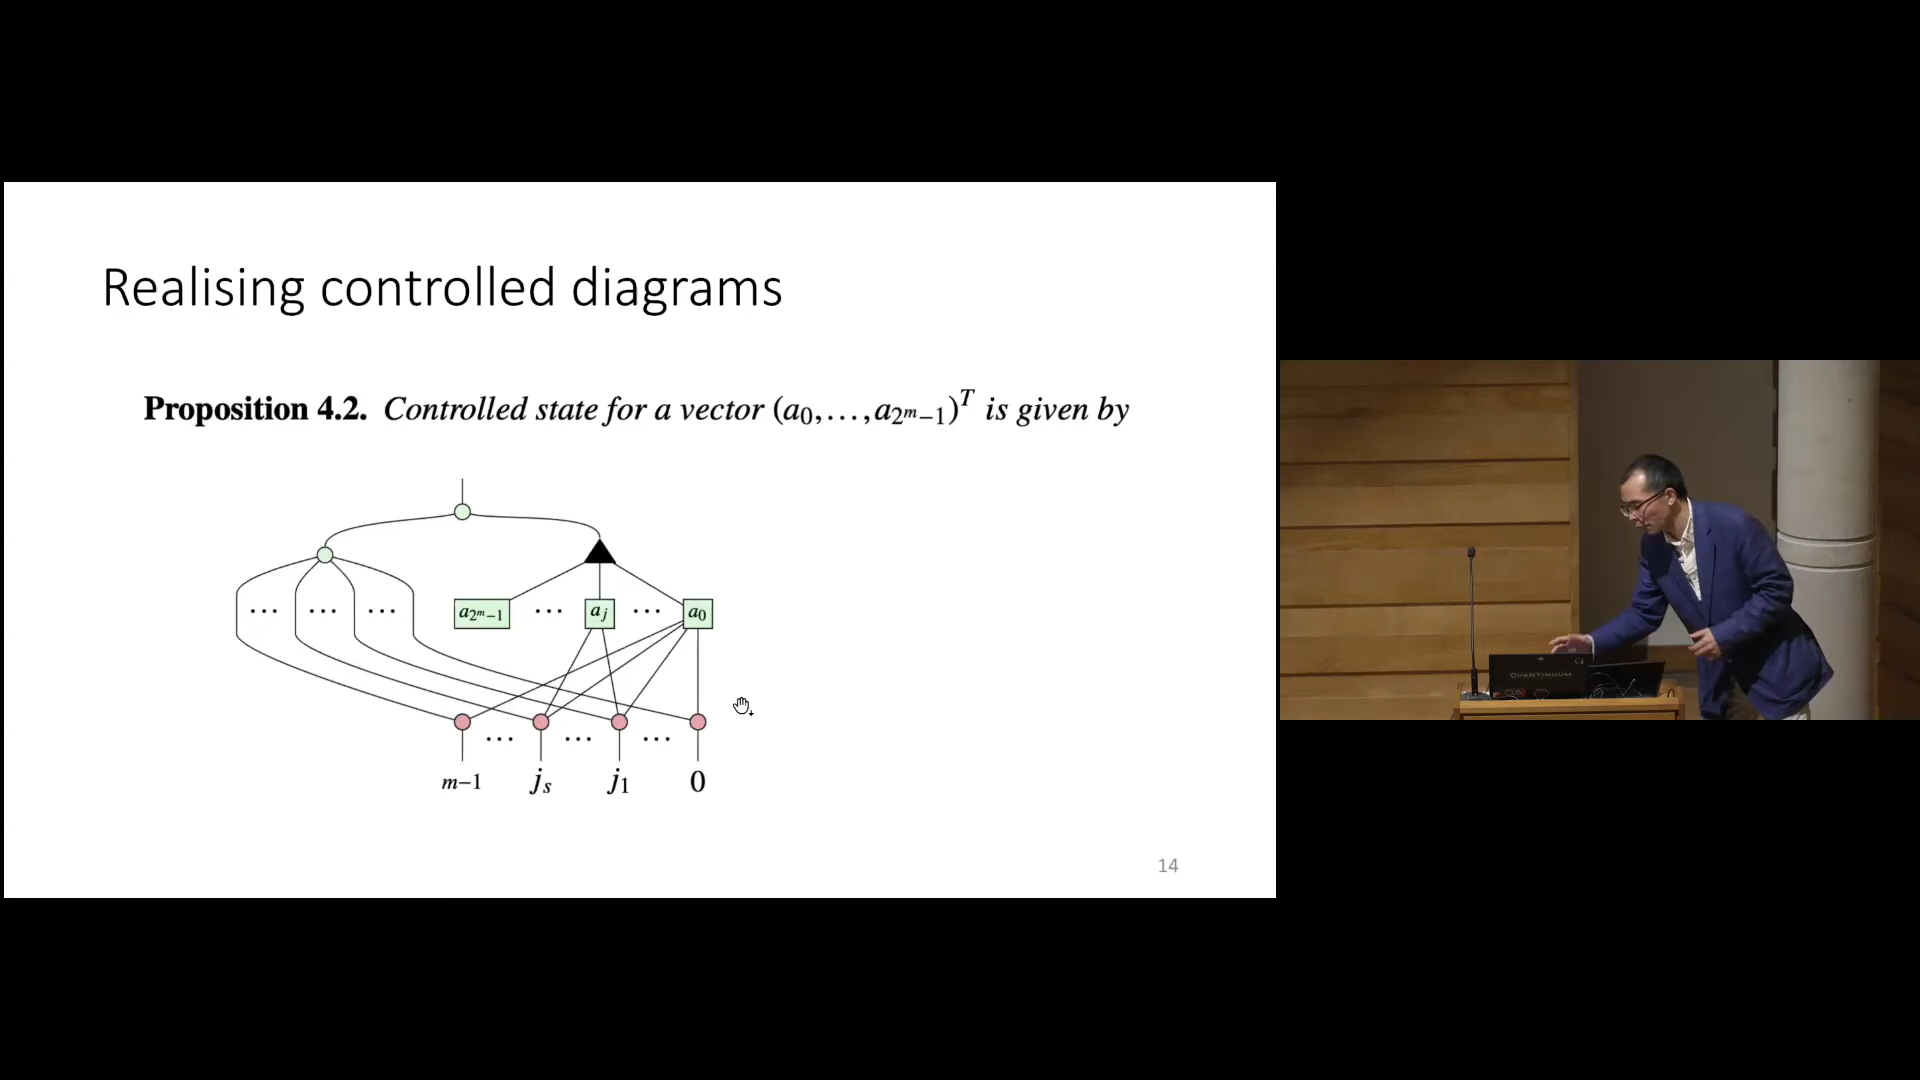 Realising controlled diagrams
Proposition 4.2. Controlled state for a vector (a₀,…,a₂ᵐ₋₁)ᵀ is given by
⋯ ⋯ ⋯ a₂ᵐ₋₁ ⋯ aⱼ ⋯ a₀
⋯ ⋯ ⋯
m−1 jₛ j₁ 0
14
QUANTINUUM